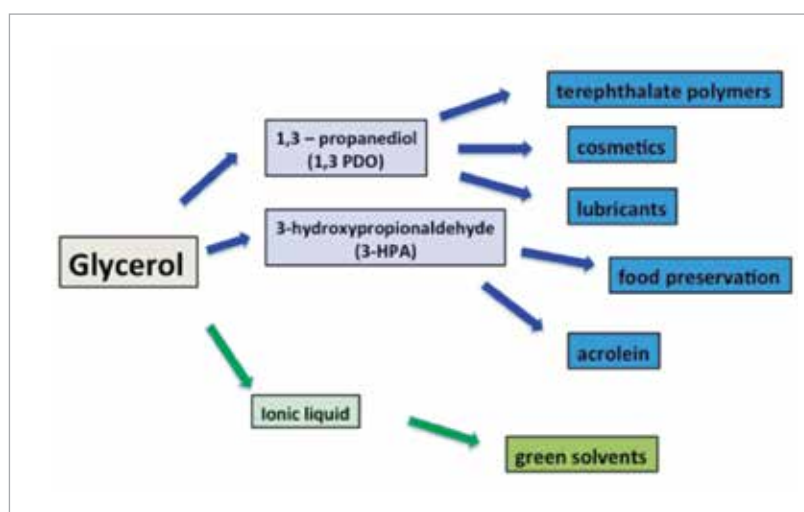 terephthalate polymers
1,3 – propanediol
(1,3 PDO)
cosmetics
lubricants
3-hydroxypropionaldehyde
(3-HPA)
Glycerol
food preservation
acrolein
Ionic liquid
green solvents